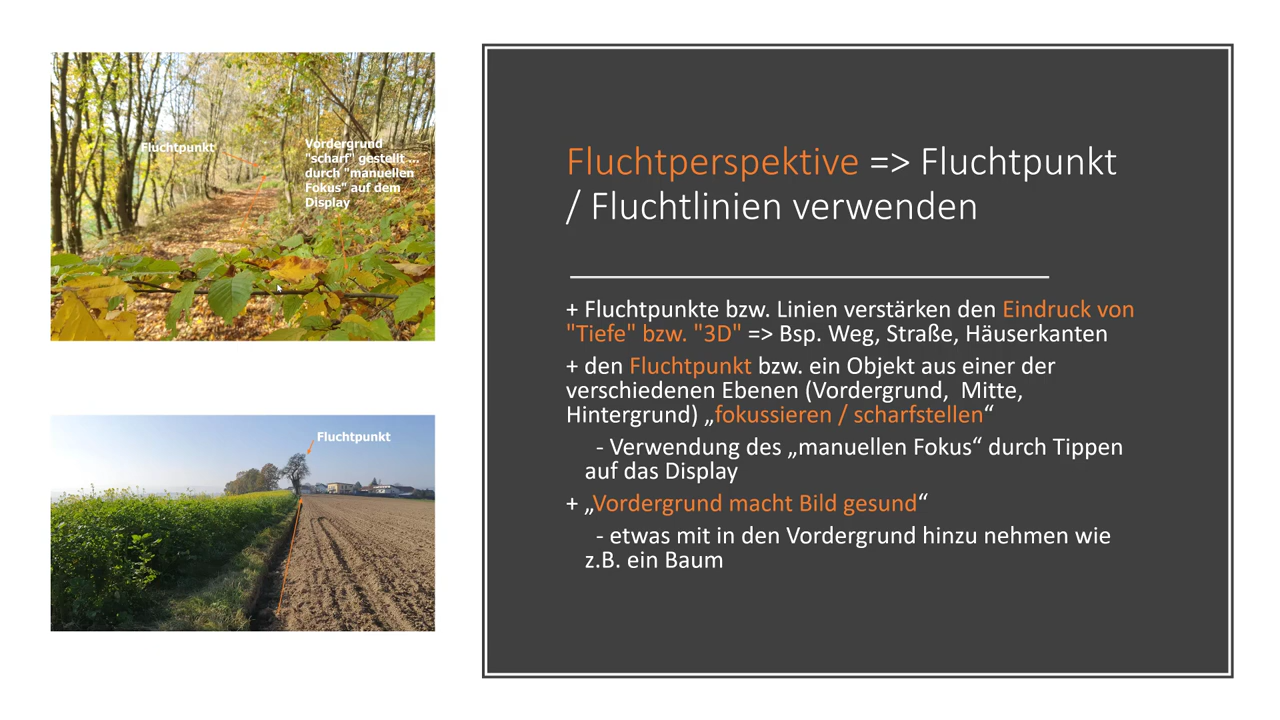 Fluchtpunkt
Vordergrund
"scharf" gestellt ...
durch "manuellen
Fokus" auf dem
Display
Fluchtpunkt
Fluchtperspektive => Fluchtpunkt
/ Fluchtlinien verwenden
+ Fluchtpunkte bzw. Linien verstärken den Eindruck von
"Tiefe" bzw. "3D" => Bsp. Weg, Straße, Häuserkanten
+ den Fluchtpunkt bzw. ein Objekt aus einer der
verschiedenen Ebenen (Vordergrund, Mitte,
Hintergrund) „fokussieren / scharfstellen“
- Verwendung des „manuellen Fokus“ durch Tippen
auf das Display
+ „Vordergrund macht Bild gesund“
- etwas mit in den Vordergrund hinzu nehmen wie
z.B. ein Baum